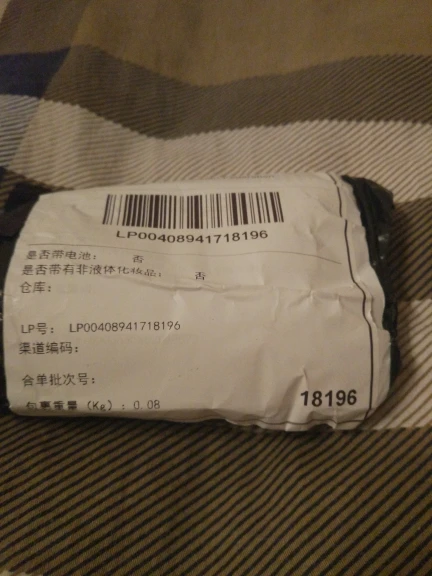 LP00408941718196
是否带电池： 否
是否带有非液体化妆品： 否
仓库：
LP号： LP00408941718196
渠道编码：
合单批次号：
包裹重量 (Kg) : 0.08
18196